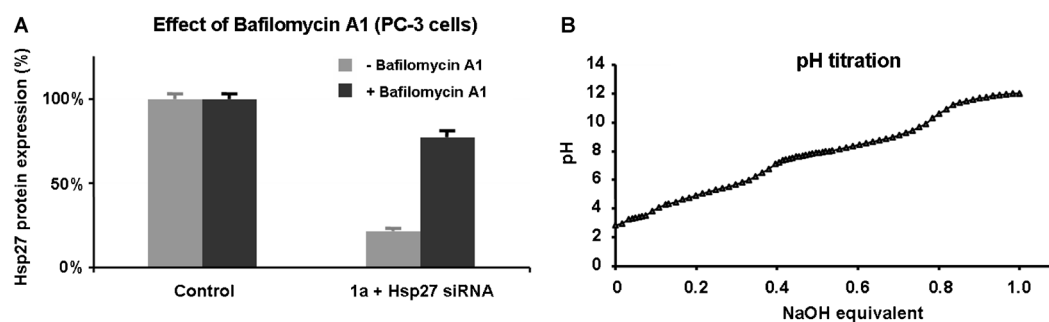 A
Effect of Bafilomycin A1 (PC-3 cells)
Hsp27 protein expression (%)
- Bafilomycin A1
+ Bafilomycin A1
100%
50%
0%
Control
1a + Hsp27 siRNA
B
pH titration
pH
14
12
10
8
6
4
2
0
0
0.2
0.4
0.6
0.8
1.0
NaOH equivalent